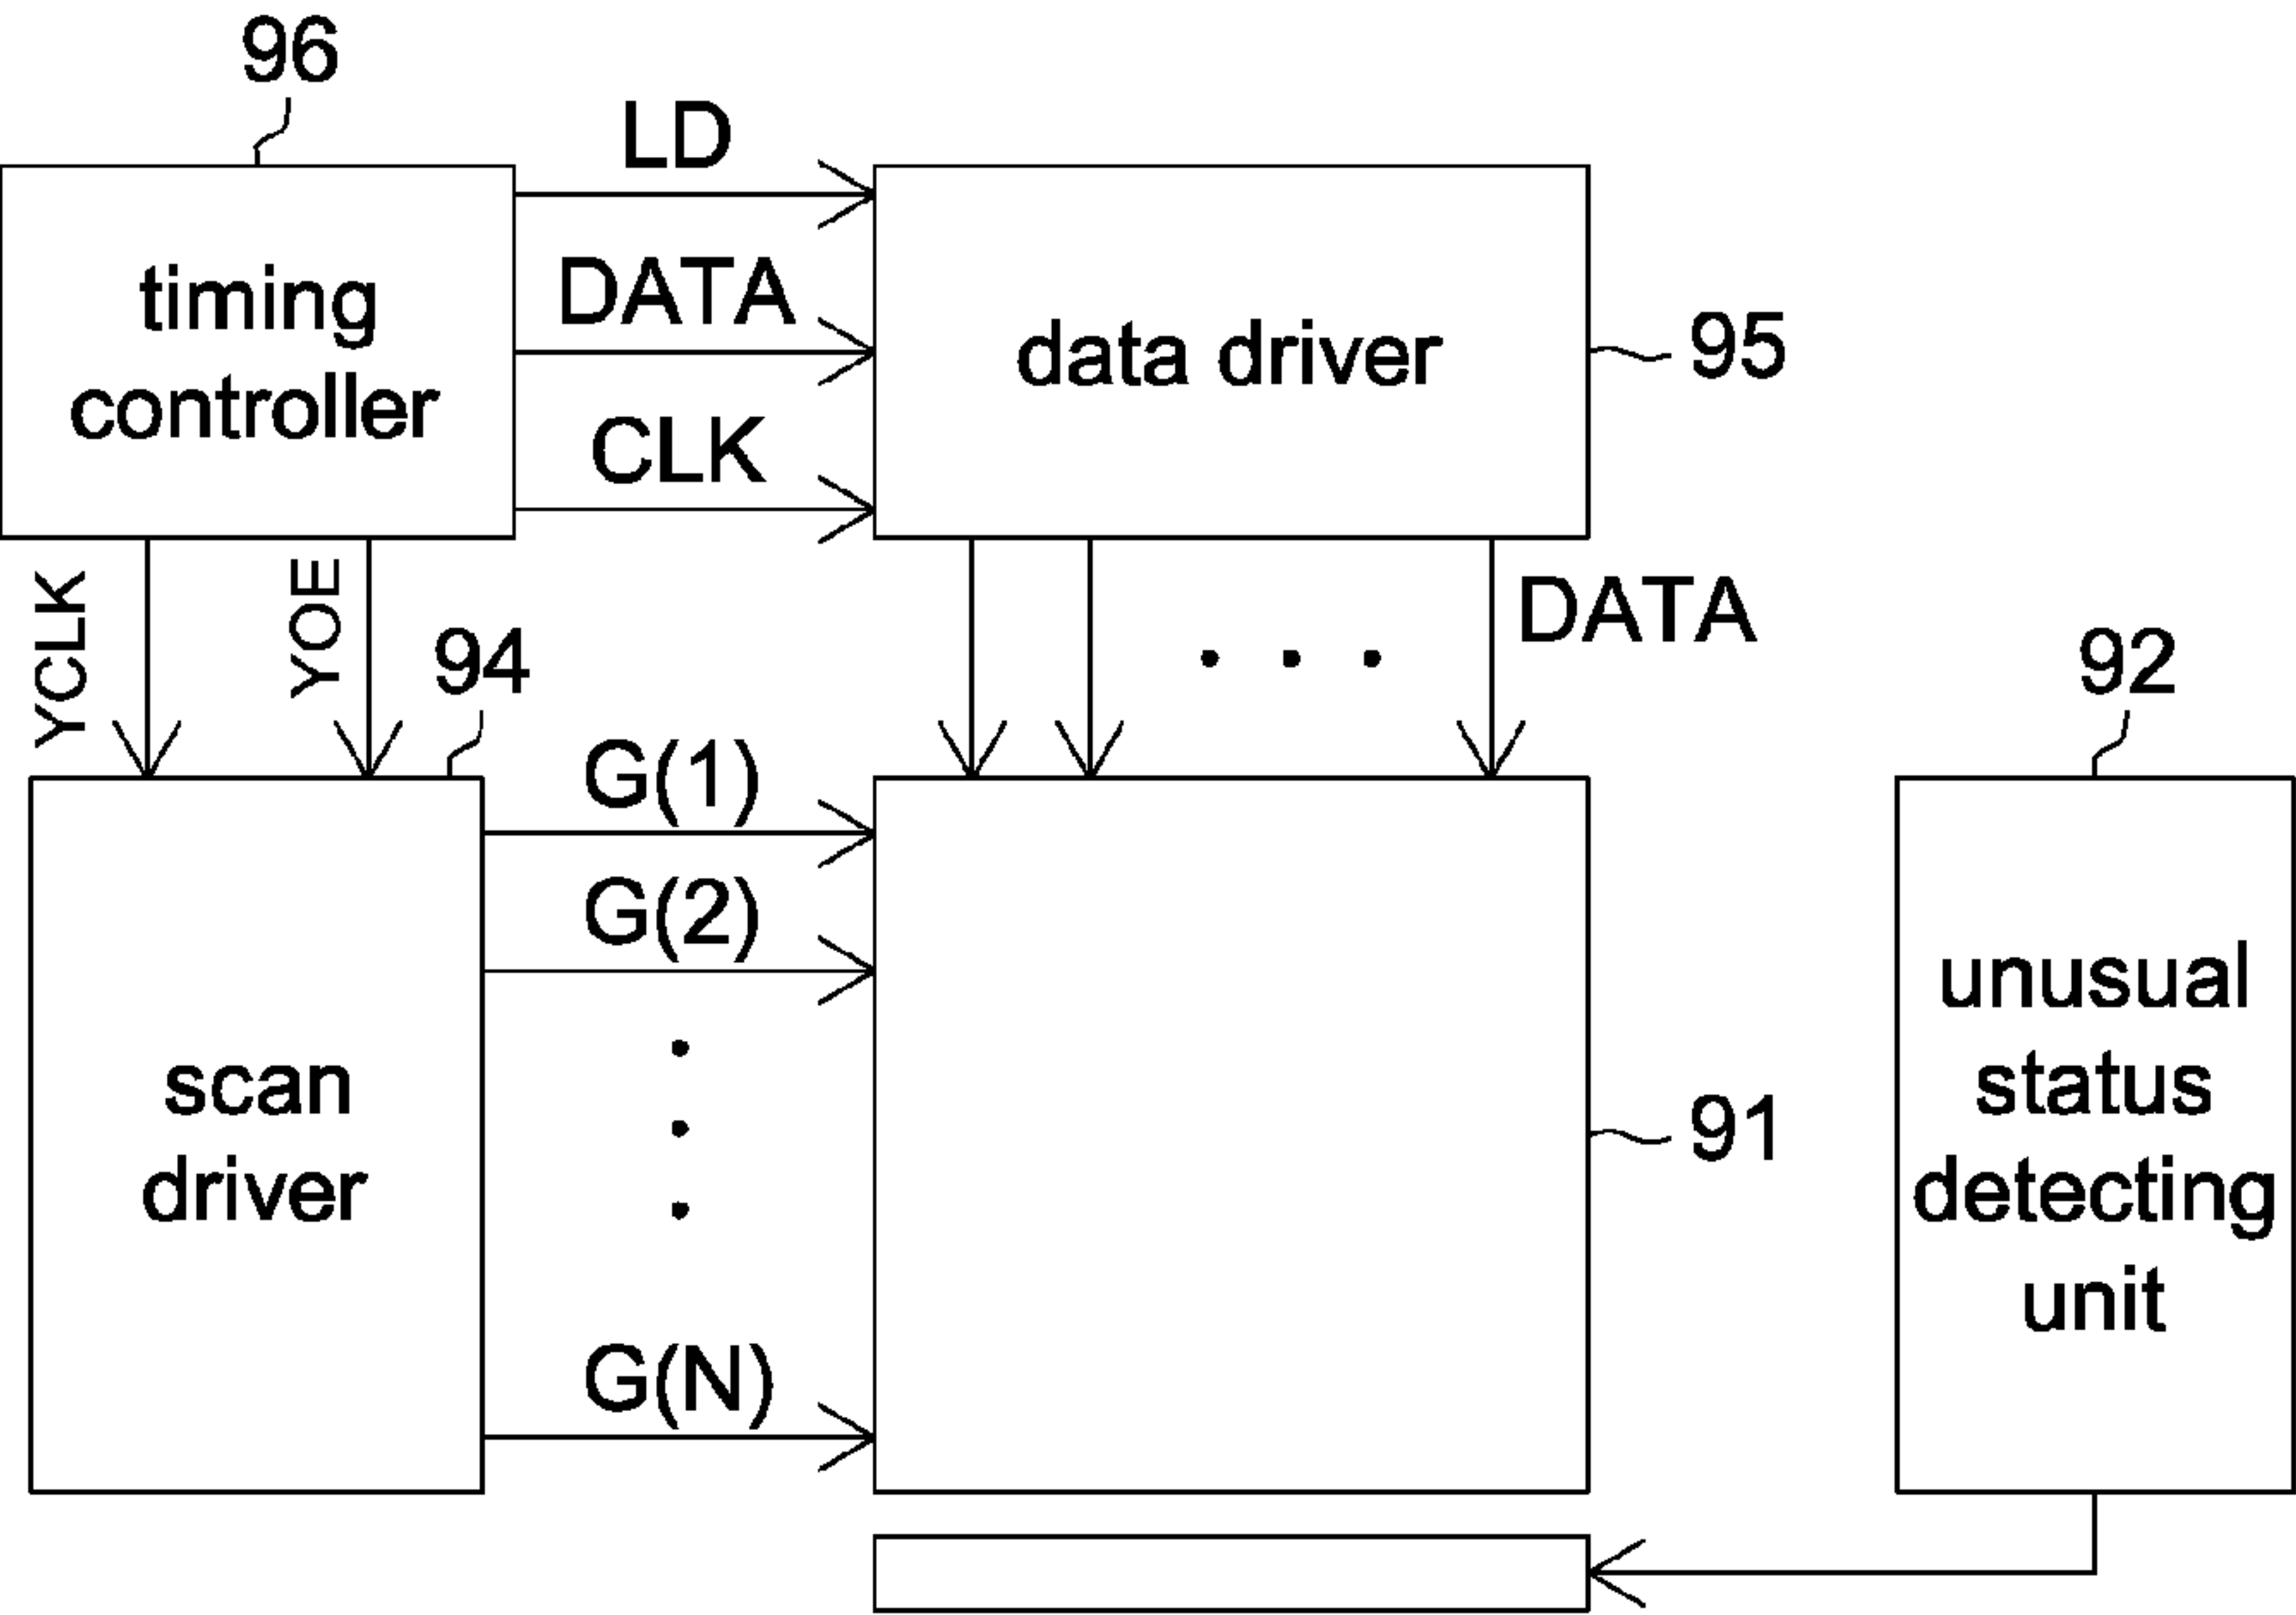 96
LD
timing
controller
DATA
data driver
95
CLK
YCLK
YOE
94
DATA
92
G(1)
G(2)
scan
driver
91
unusual
status
detecting
unit
G(N)